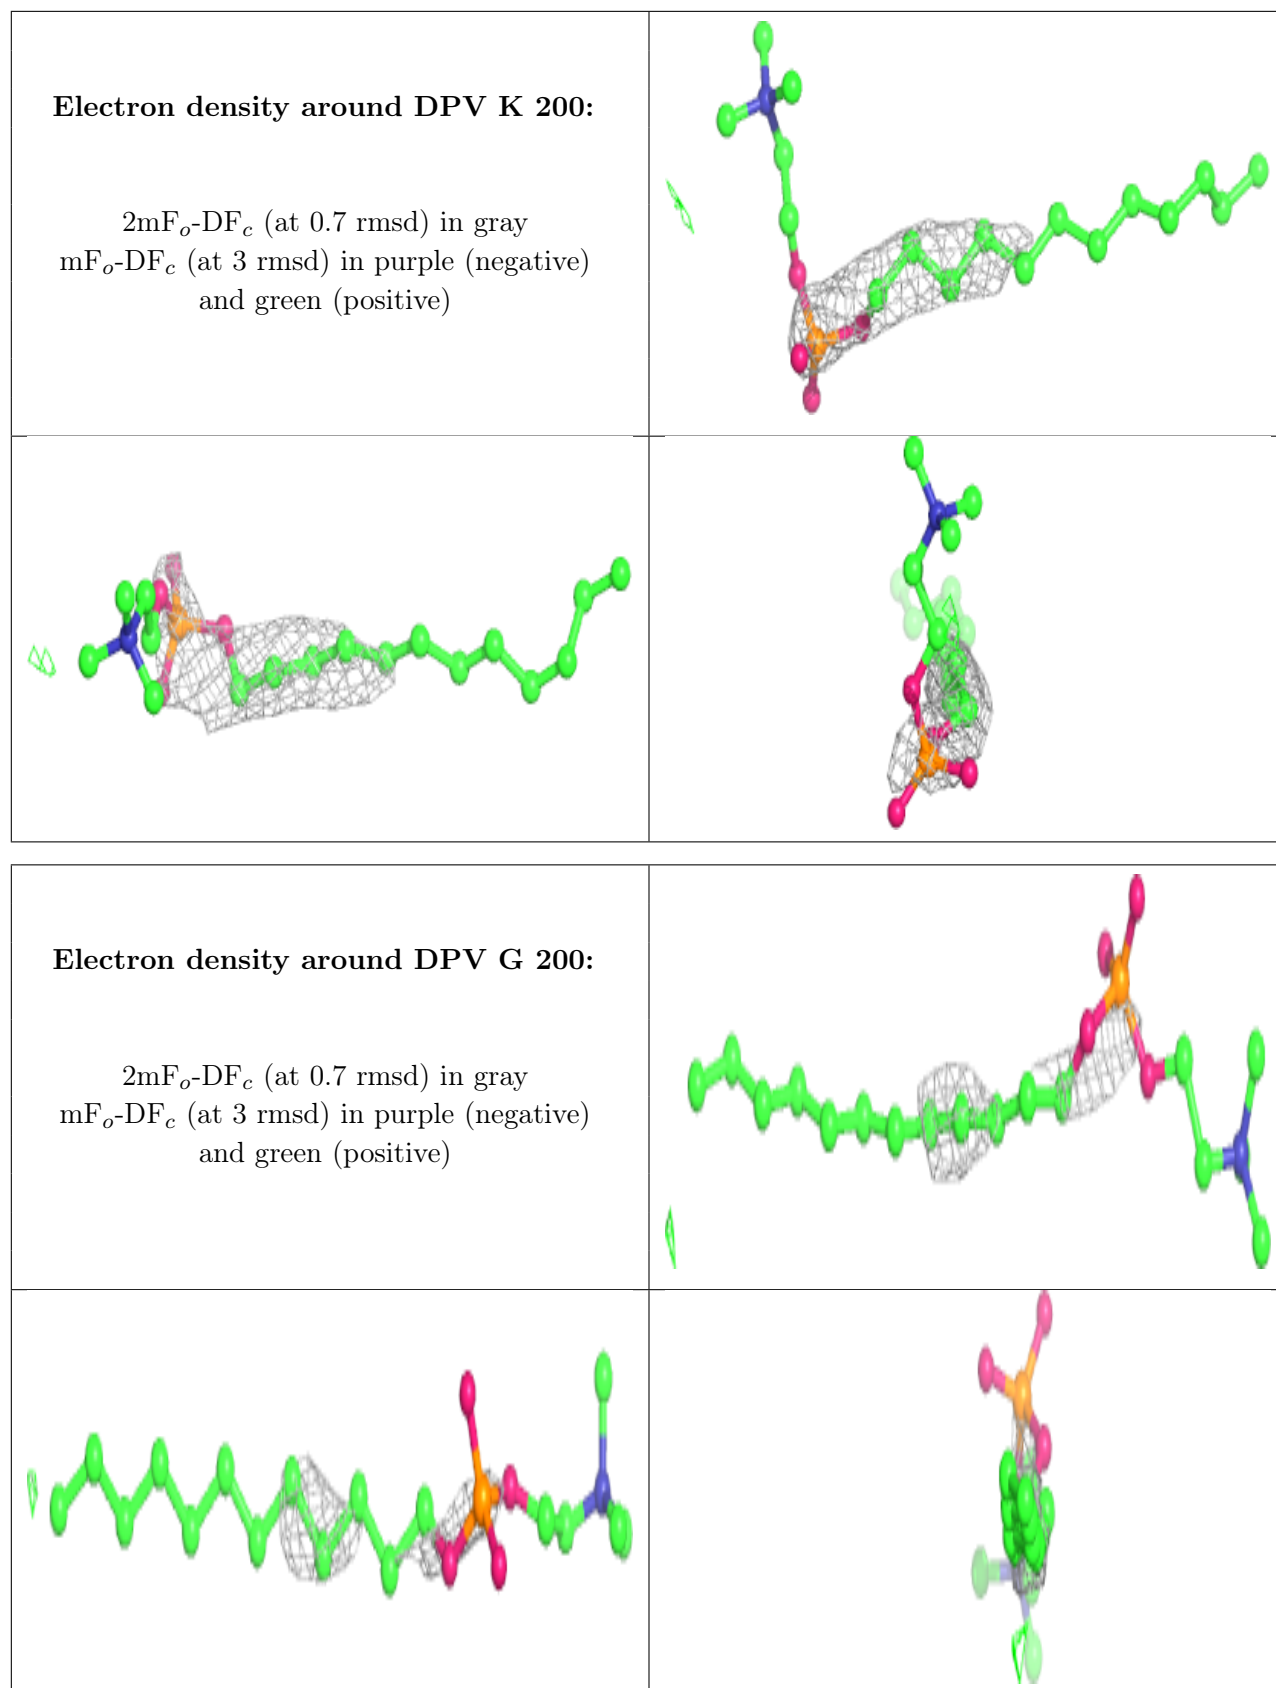 Electron density around DPV K 200:
2mFo-DFc (at 0.7 rmsd) in gray
mFo-DFc (at 3 rmsd) in purple (negative)
and green (positive)
Electron density around DPV G 200:
2mFo-DFc (at 0.7 rmsd) in gray
mFo-DFc (at 3 rmsd) in purple (negative)
and green (positive)